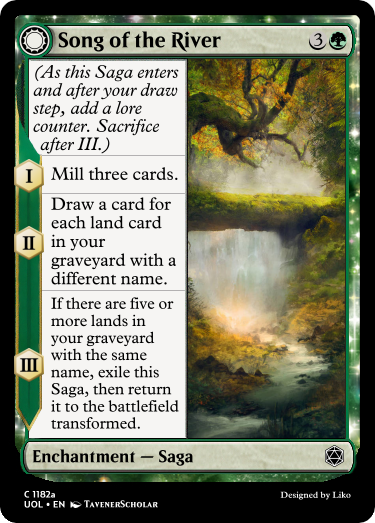 Song of the River
3
(As this Saga enters
and after your draw
step, add a lore
counter. Sacrifice
after III.)
I
Mill three cards.
II
Draw a card for
each land card
in your
graveyard with a
different name.
III
If there are five or
more lands in
your graveyard
with the same
name, exile this
Saga, then return
it to the battlefield
transformed.
Enchantment — Saga
C 1182a
UOL • EN TavenerScholar
Designed by Liko